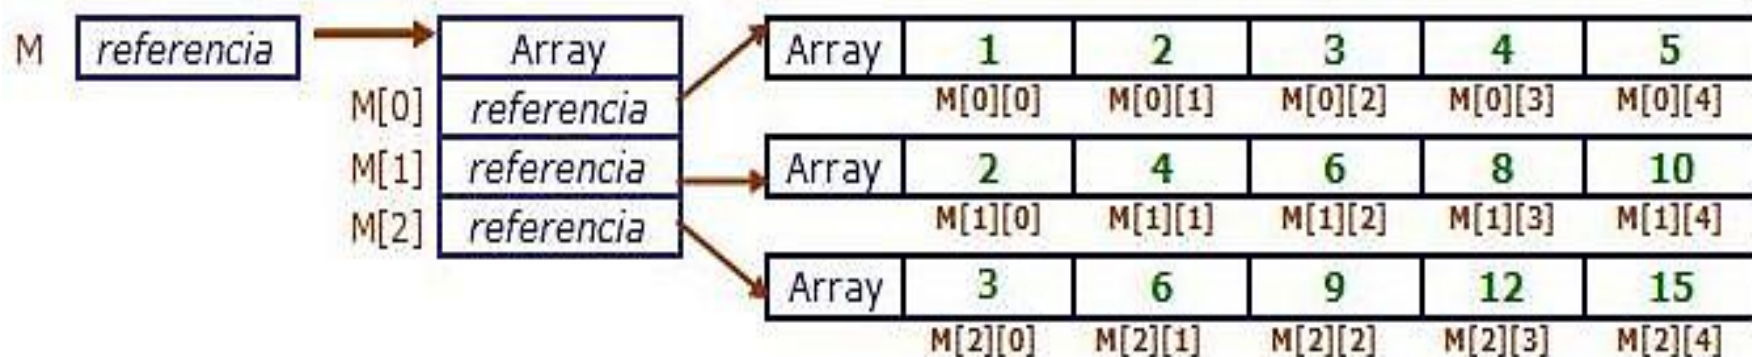 M referencia Array Array 1 2 3 4 5
M[0] referencia M[0][0] M[0][1] M[0][2] M[0][3] M[0][4]
M[1] referencia Array 2 4 6 8 10
M[2] referencia M[1][0] M[1][1] M[1][2] M[1][3] M[1][4]
Array 3 6 9 12 15
M[2][0] M[2][1] M[2][2] M[2][3] M[2][4]